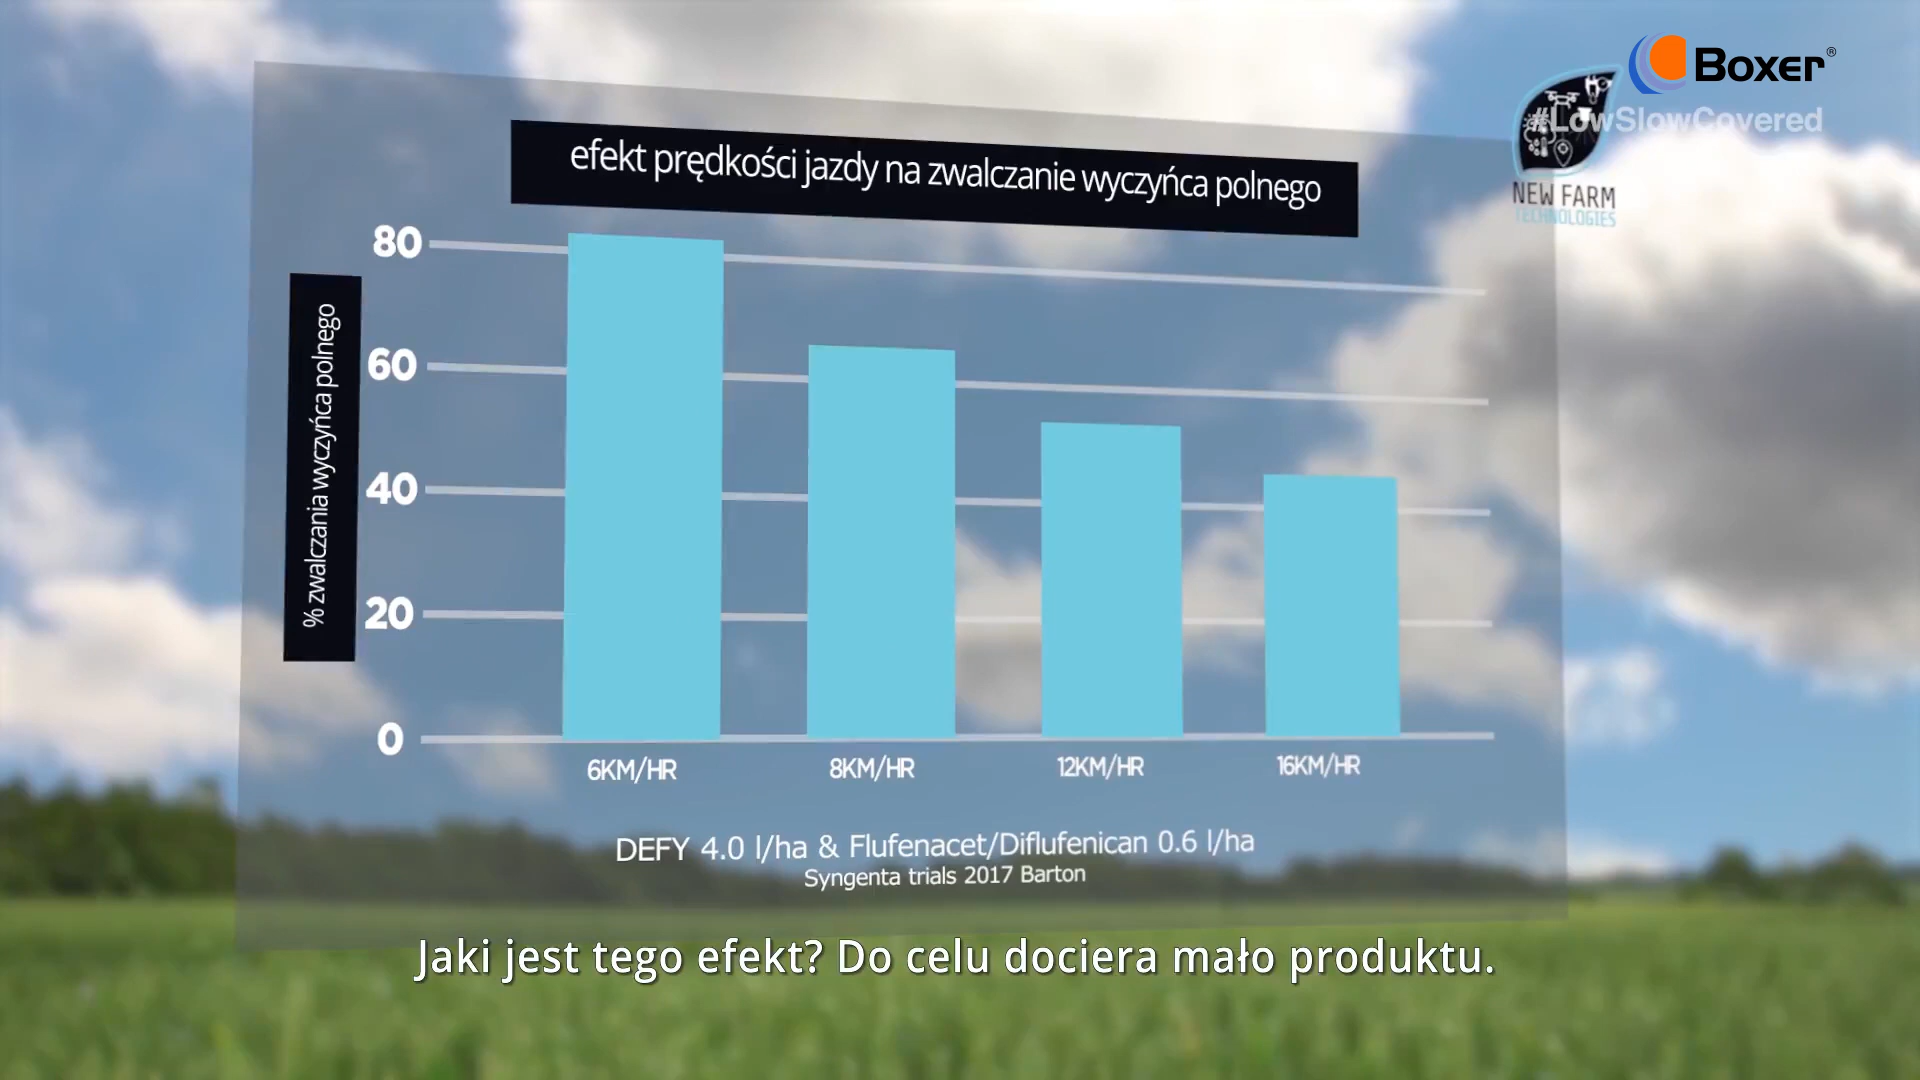 Boxer®
#LowSlowCovered
NEW FARM
TECHNOLOGIES
efekt prędkości jazdy na zwalczanie wyczyńca polnego
% zwalczania wyczyńca polnego
80
60
40
20
0
6KM/HR 8KM/HR 12KM/HR 16KM/HR
DEFY 4.0 l/ha & Flufenacet/Diflufenican 0.6 l/ha
Syngenta trials 2017 Barton
Jaki jest tego efekt? Do celu dociera mało produktu.